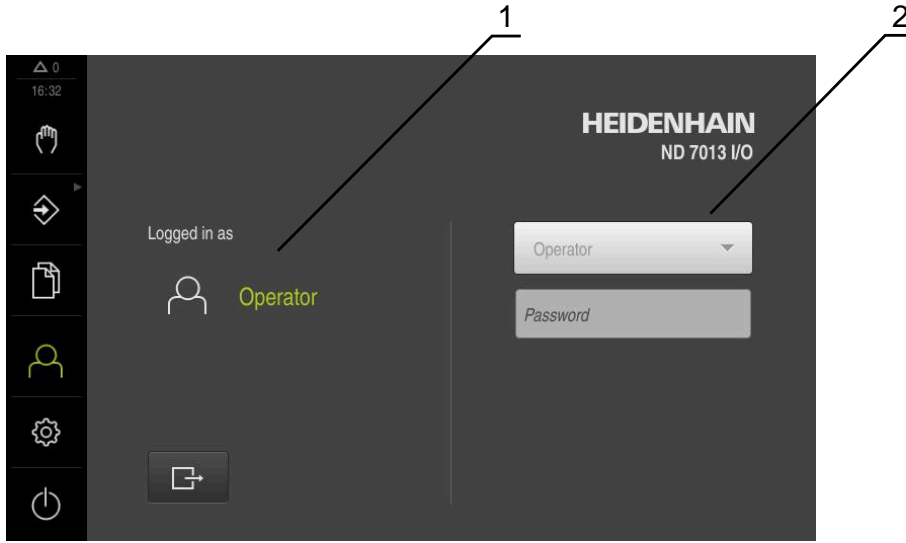 1
2
0
16:32
HEIDENHAIN
ND 7013 I/O
Logged in as
Operator
Operator
Password